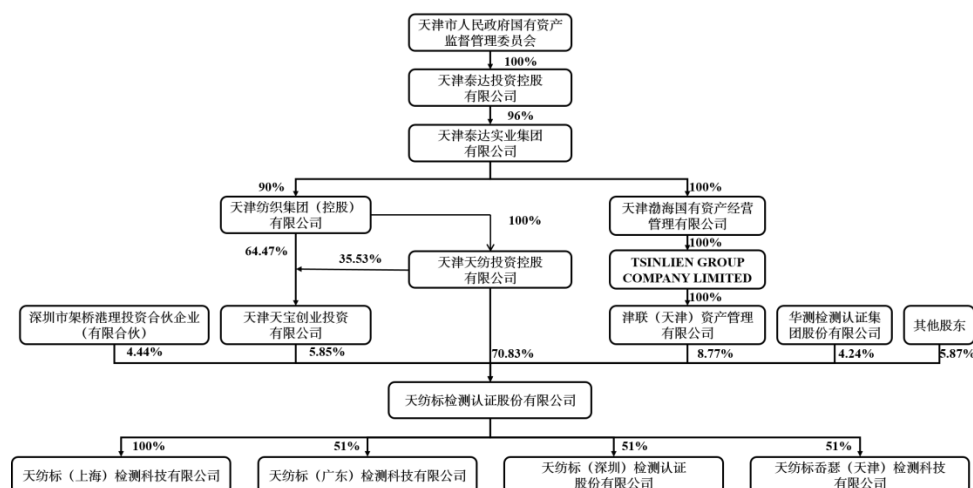 天津市人民政府国有资产
监督管理委员会
100%
天津泰达投资控股
有限公司
96%
天津泰达实业集团
有限公司
90%
100%
天津纺织集团（控股）
有限公司
天津渤海国有资产经营
管理有限公司
100%
100%
64.47%
35.53%
天津天纺投资控股
有限公司
TSINLIEN GROUP
COMPANY LIMITED
100%
深圳市架桥港理投资合伙企业
（有限合伙）
天津天宝创业投资
有限公司
津联（天津）资产管理
有限公司
华测检测认证集
团股份有限公司
其他股东
4.44%
5.85%
70.83%
8.77%
4.24%
5.87%
天纺标检测认证股份有限公司
100%
51%
51%
51%
天纺标（上海）检测科技有限公司
天纺标（广东）检测科技有限公司
天纺标（深圳）检测认证
股份有限公司
天纺标岙瑟（天津）检测科技
有限公司